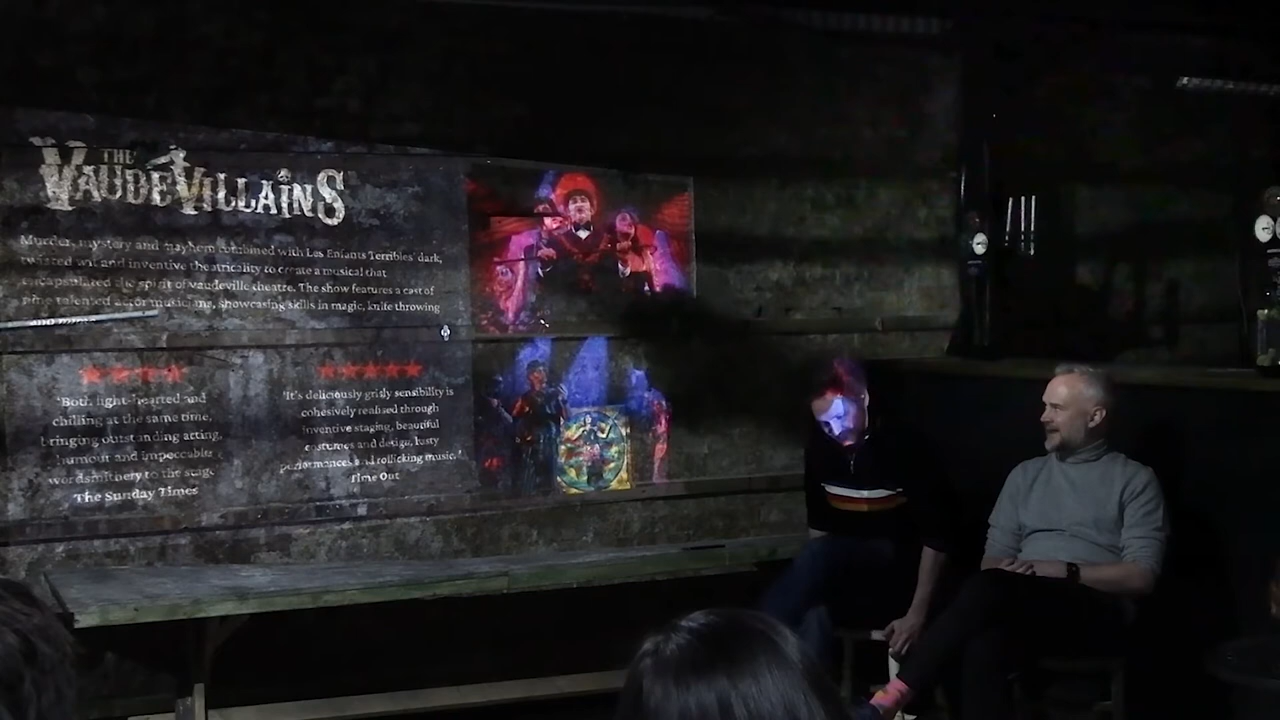 THE
VAUDEVILLAINS
Murder, mystery and mayhem combined with Les Enfants Terribles' dark,
twisted wit and inventive theatricality to create a musical that
encapsulated the spirit of vaudeville theatre. The show features a cast of
nine talented actor musicians, showcasing skills in magic, knife throwing
'Both light-hearted and
chilling at the same time,
bringing outstanding acting,
humour and impeccable
wordsmithery to the stage
The Sunday Times
'It's deliciously grisly sensibility is
cohesively realised through
inventive staging, beautiful
costumes and design, lusty
performances and rollicking music.'
Time Out